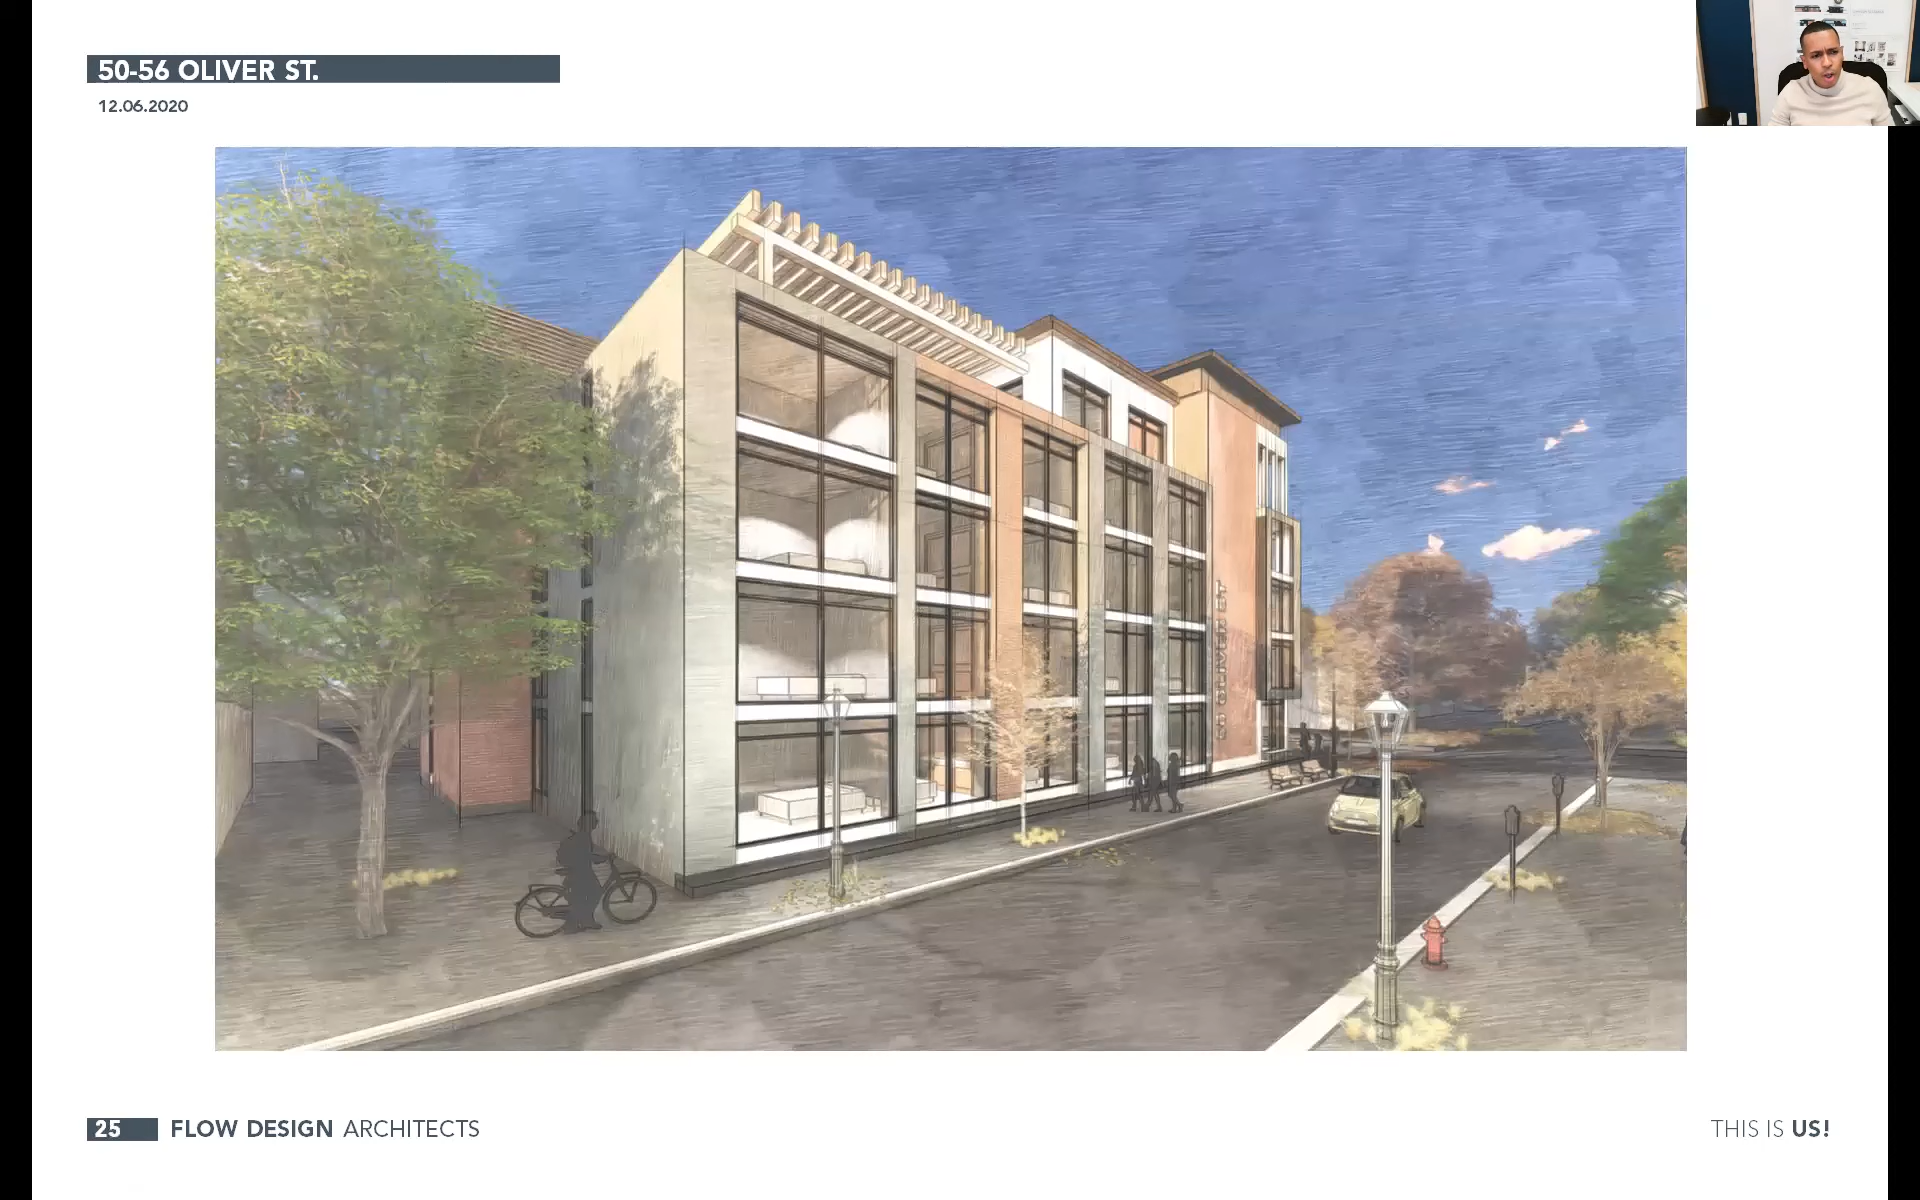 50-56 OLIVER ST.
12.06.2020
25 FLOW DESIGN ARCHITECTS
THIS IS US!